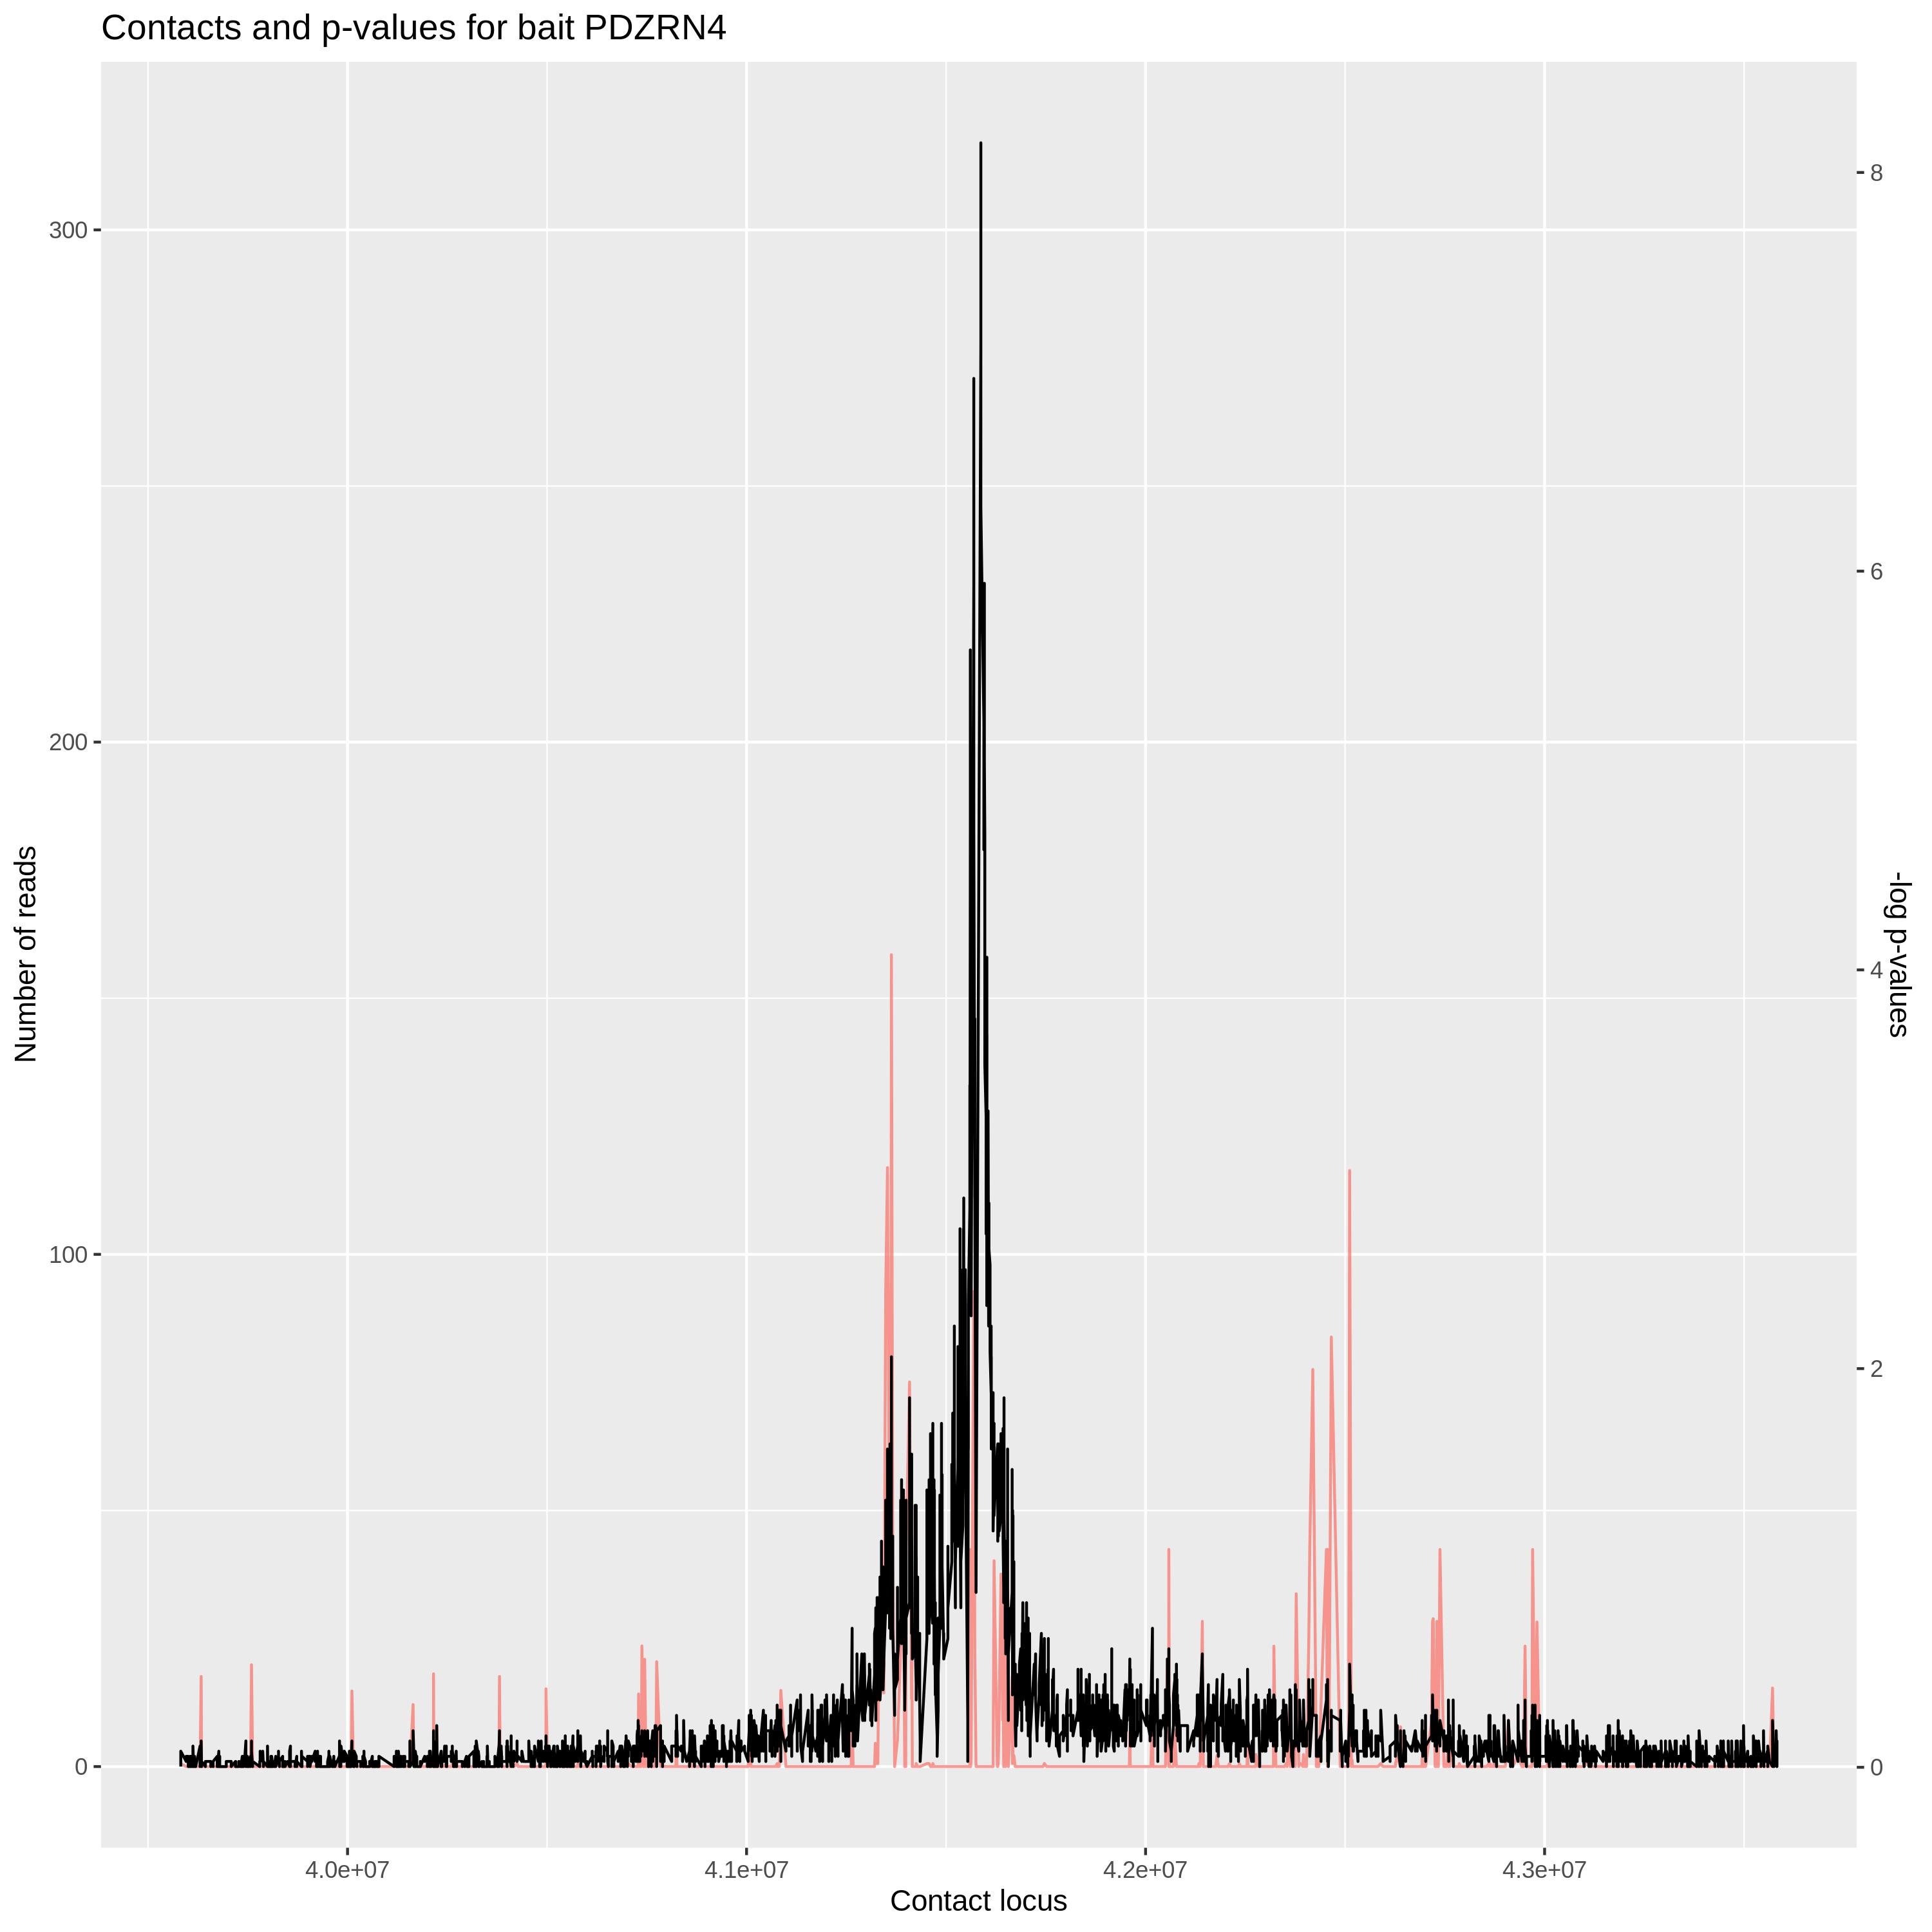 Contacts and p-values for bait PDZRN4
300
200
100
0
Number of reads
8
6
4
2
0
-log p-values
4.0e+07
4.1e+07
4.2e+07
4.3e+07
Contact locus